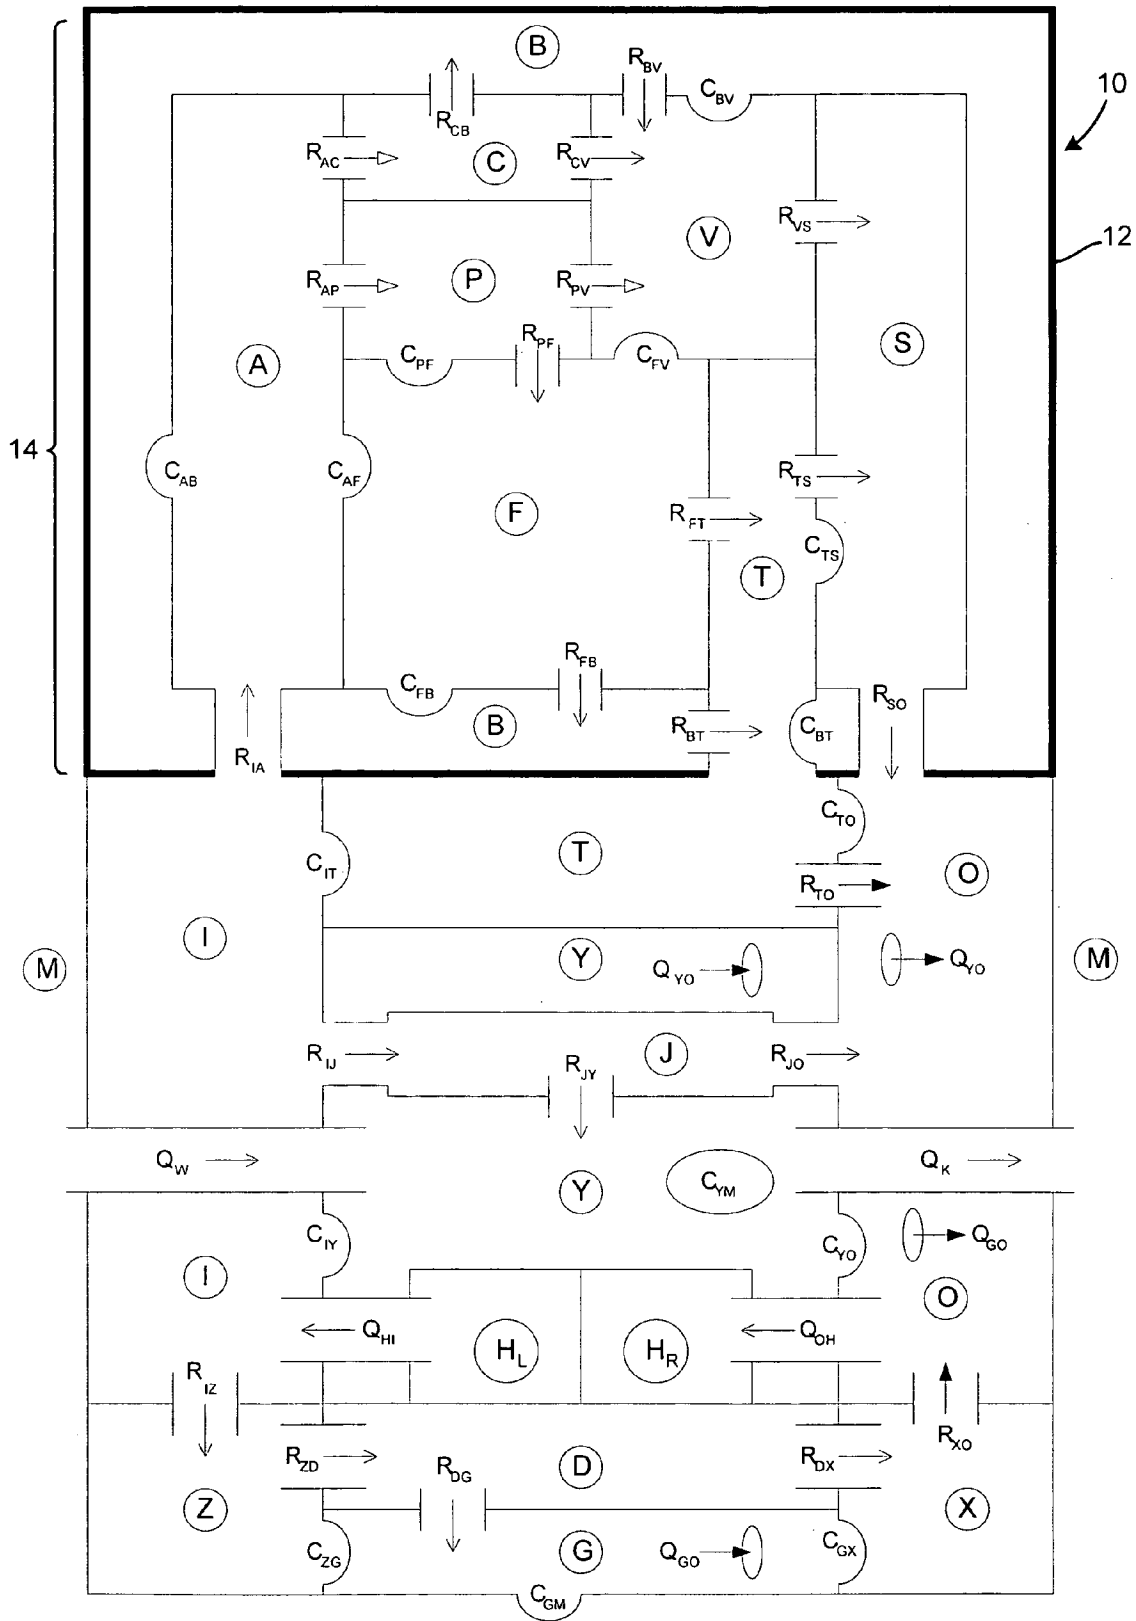 B
R_BV
C_BV
10
R_CB
R_AC
C
R_CV
R_VS
V
12
R_AP
P
R_PV
R_PF
S
A
C_PF
C_FV
14
C_AB
C_AF
R_TS
F
R_FT
C_TS
T
R_FB
C_FB
R_SO
B
R_BT
C_BT
R_IA
C_TO
C_IT
T
R_TO
O
I
M
Y
Q_YO
Q_YO
M
R_IJ
R_JY
J
R_JO
Q_W
Q_K
Y
C_YM
C_IY
C_YO
Q_GO
I
O
Q_HI
H_L
H_R
Q_OH
R_IZ
R_XO
R_ZD
R_DG
D
R_DX
Z
X
C_ZG
G
Q_GO
C_GX
C_GM